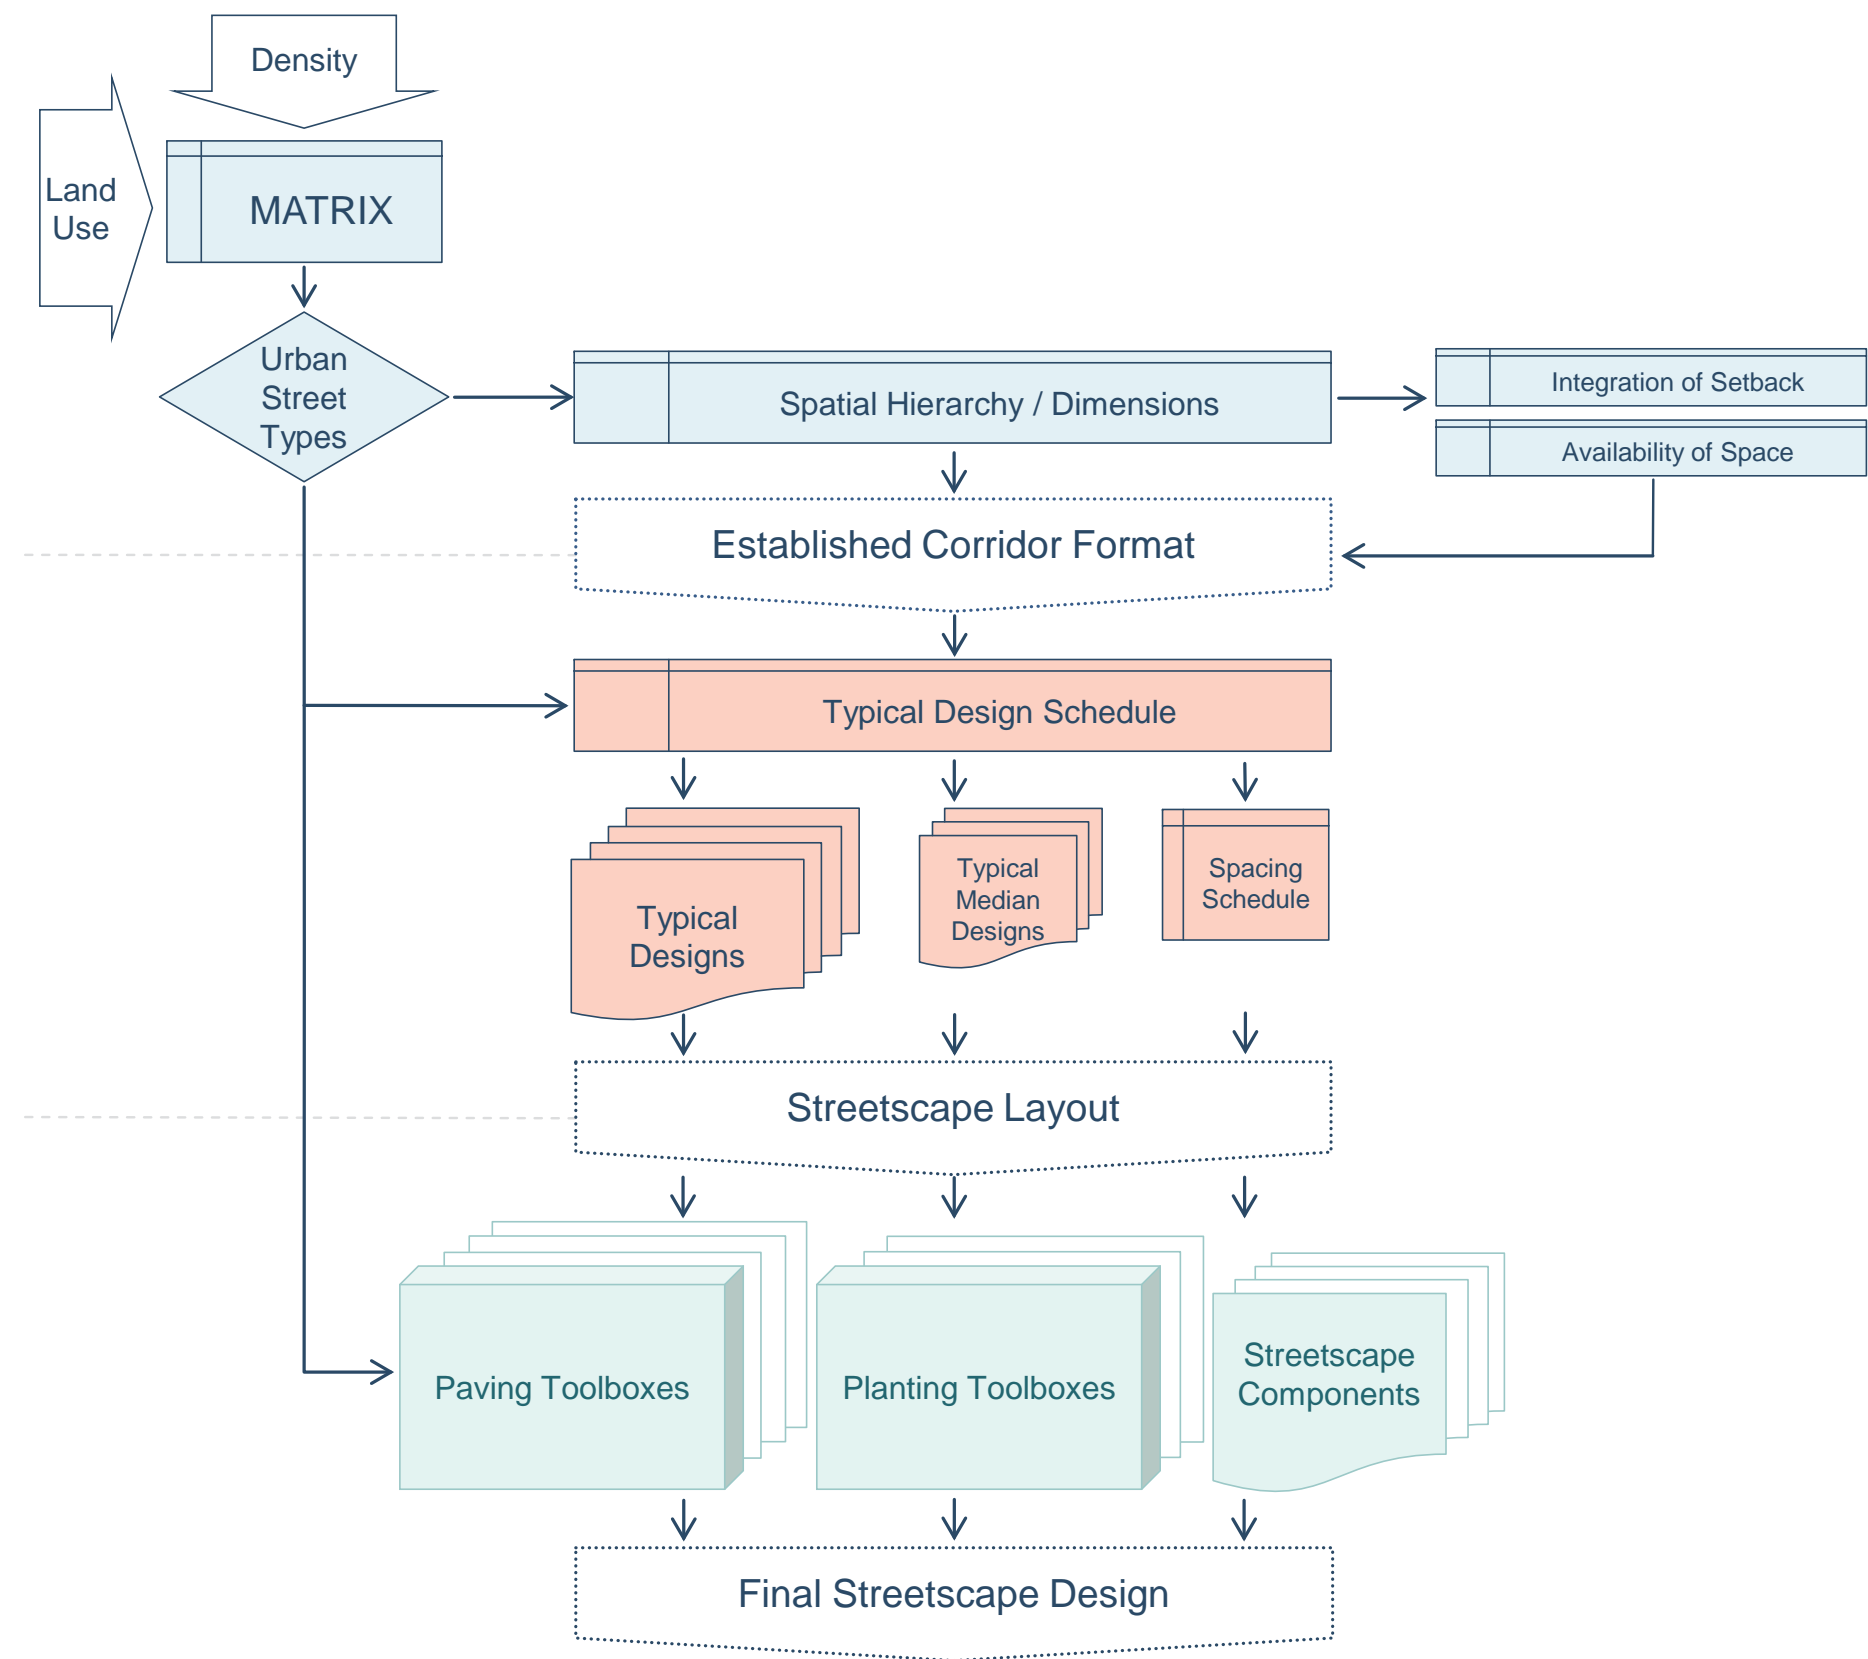 Density
Land
Use
MATRIX
Urban
Street
Types
Spatial Hierarchy / Dimensions
Integration of Setback
Availability of Space
Established Corridor Format
Typical Design Schedule
Typical
Designs
Typical
Median
Designs
Spacing
Schedule
Streetscape Layout
Paving Toolboxes
Planting Toolboxes
Streetscape
Components
Final Streetscape Design